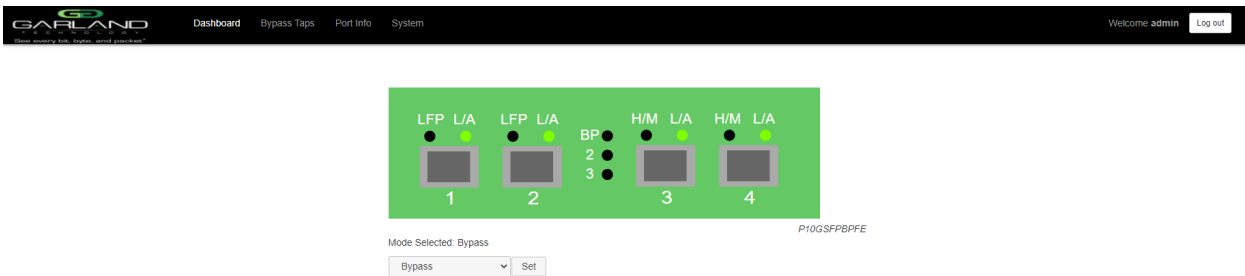 GARLAND
TECHNOLOGY
See every bit, byte, and packet®
Dashboard Bypass Taps Port Info System
Welcome admin Log out
LFP L/A LFP L/A H/M L/A H/M L/A
BP
2
3
1 2 3 4
P10GSFPBPFE
Mode Selected: Bypass
Bypass Set